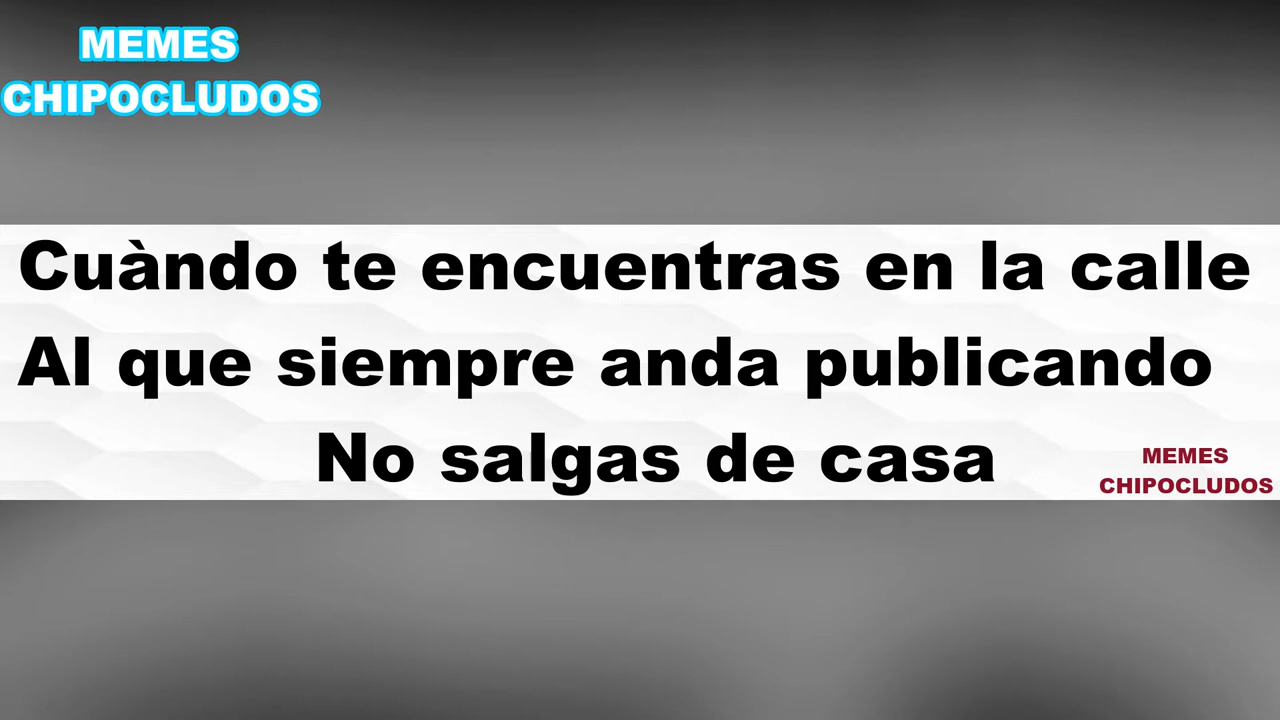 MEMES
CHIPOCLUDOS
Cuàndo te encuentras en la calle
Al que siempre anda publicando
No salgas de casa
MEMES
CHIPOCLUDOS